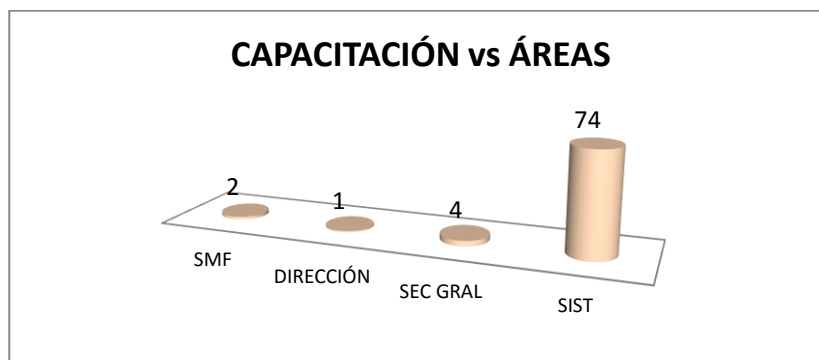 CAPACITACIÓN vs ÁREAS
74
2
1
4
SMF
DIRECCIÓN
SEC GRAL
SIST